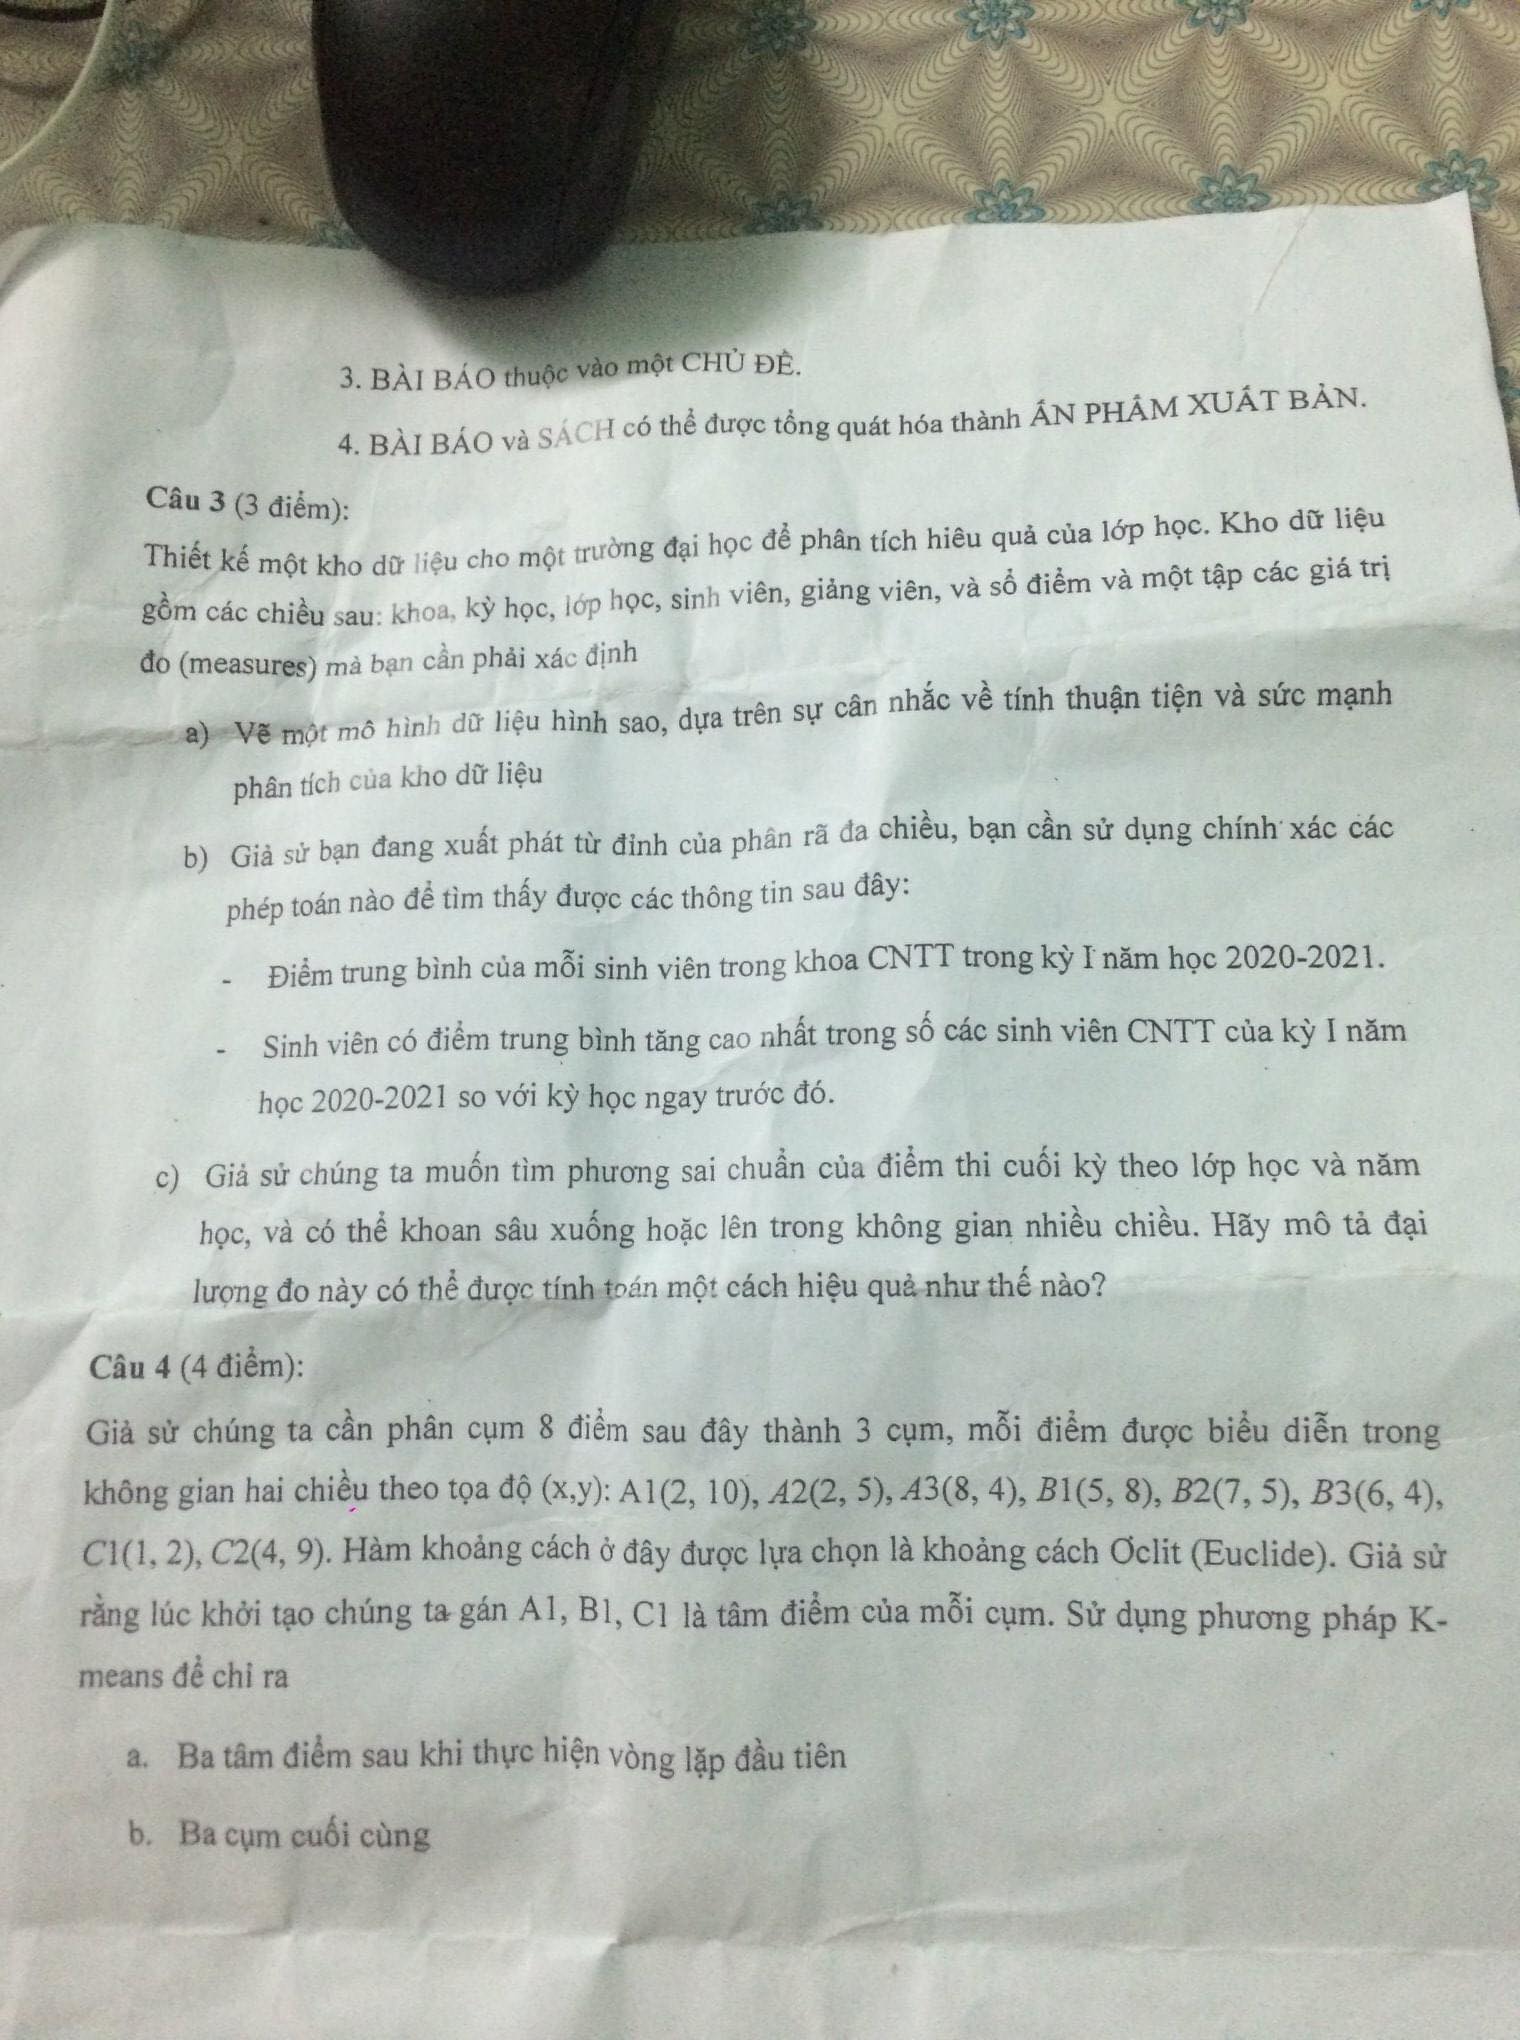 3. BÀI BÁO thuộc vào một CHỦ ĐỀ.
4. BÀI BÁO và SÁCH có thể được tổng quát hóa thành ẤN PHẨM XUẤT BẢN.
Câu 3 (3 điểm):
Thiết kế một kho dữ liệu cho một trường đại học để phân tích hiêu quả của lớp học. Kho dữ liệu
gồm các chiều sau: khoa, kỳ học, lớp học, sinh viên, giảng viên, và sổ điểm và một tập các giá trị
đo (measures) mà bạn cần phải xác định
a) Vẽ một mô hình dữ liệu hình sao, dựa trên sự cân nhắc về tính thuận tiện và sức mạnh
phân tích của kho dữ liệu
b) Giả sử bạn đang xuất phát từ đỉnh của phân rã đa chiều, bạn cần sử dụng chính xác các
phép toán nào để tìm thấy được các thông tin sau đây:
- Điểm trung bình của mỗi sinh viên trong khoa CNTT trong kỳ I năm học 2020-2021.
- Sinh viên có điểm trung bình tăng cao nhất trong số các sinh viên CNTT của kỳ I năm
học 2020-2021 so với kỳ học ngay trước đó.
c) Giả sử chúng ta muốn tìm phương sai chuẩn của điểm thi cuối kỳ theo lớp học và năm
học, và có thể khoan sâu xuống hoặc lên trong không gian nhiều chiều. Hãy mô tả đại
lượng đo này có thể được tính toán một cách hiệu quả như thế nào?
Câu 4 (4 điểm):
Giả sử chúng ta cần phân cụm 8 điểm sau đây thành 3 cụm, mỗi điểm được biểu diễn trong
không gian hai chiều theo tọa độ (x,y): A1(2, 10), A2(2, 5), A3(8, 4), B1(5, 8), B2(7, 5), B3(6, 4),
C1(1, 2), C2(4, 9). Hàm khoảng cách ở đây được lựa chọn là khoảng cách Ơclit (Euclide). Giả sử
rằng lúc khởi tạo chúng ta gán A1, B1, C1 là tâm điểm của mỗi cụm. Sử dụng phương pháp K-
means để chỉ ra
a. Ba tâm điểm sau khi thực hiện vòng lặp đầu tiên
b. Ba cụm cuối cùng